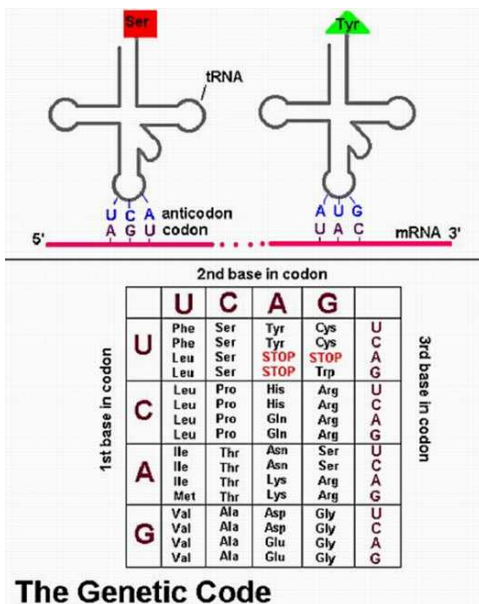 Ser Tyr
tRNA
U C A anticodon A U G
A G U codon U A C
5' mRNA 3'
2nd base in codon
U C A G
1st base in codon
3rd base in codon
U
Phe Ser Tyr Cys U
Phe Ser Tyr Cys C
Leu Ser STOP STOP A
Leu Ser STOP Trp G
C
Leu Pro His Arg U
Leu Pro His Arg C
Leu Pro Gln Arg A
Leu Pro Gln Arg G
A
Ile Thr Asn Ser U
Ile Thr Asn Ser C
Ile Thr Lys Arg A
Met Thr Lys Arg G
G
Val Ala Asp Gly U
Val Ala Asp Gly C
Val Ala Glu Gly A
Val Ala Glu Gly G
The Genetic Code